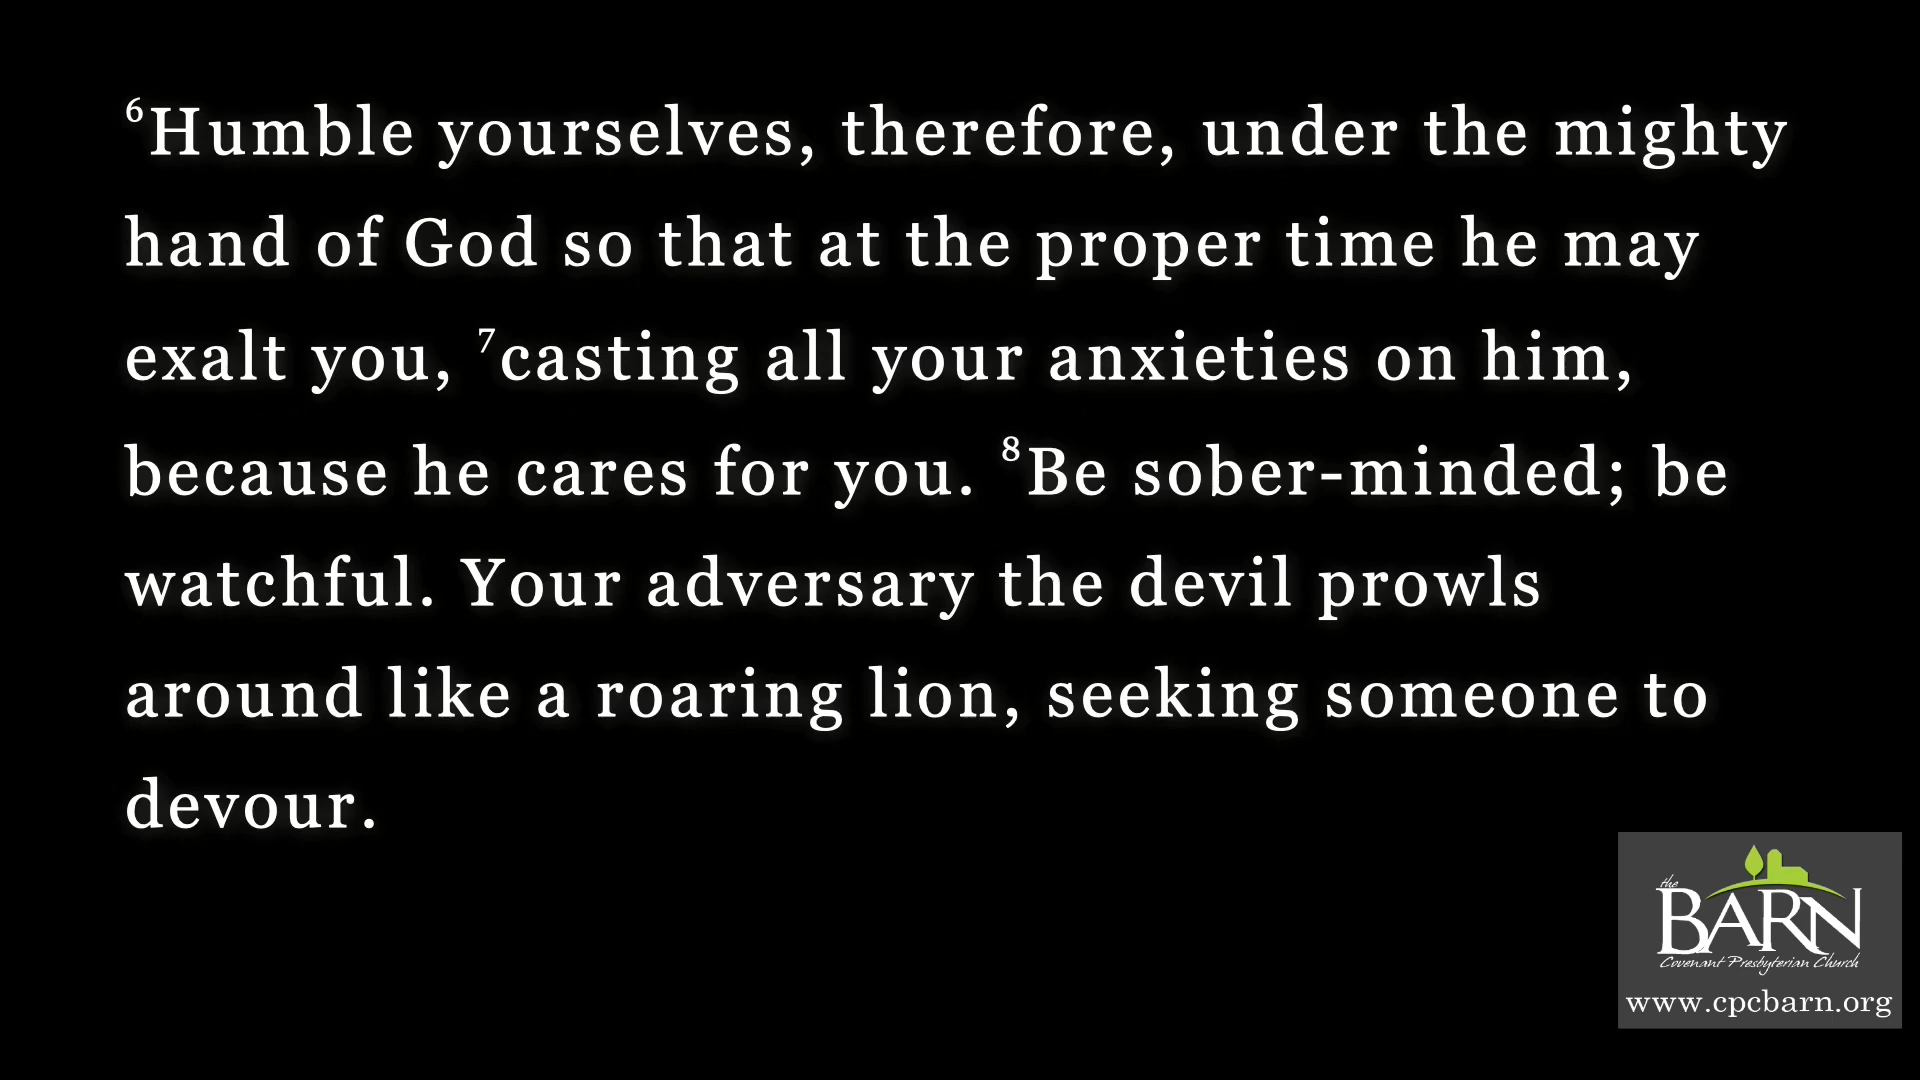 ⁶Humble yourselves, therefore, under the mighty
hand of God so that at the proper time he may
exalt you, ⁷casting all your anxieties on him,
because he cares for you. ⁸Be sober-minded; be
watchful. Your adversary the devil prowls
around like a roaring lion, seeking someone to
devour.
the
BARN
Covenant Presbyterian Church
www.cpcbarn.org